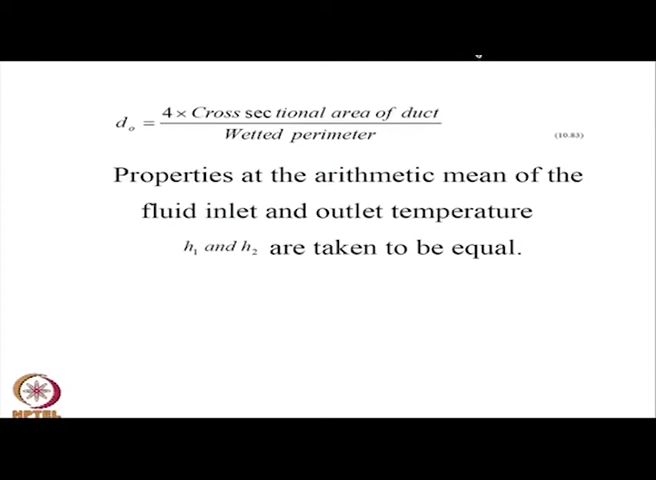 d_o = 4 × Cross sectional area of duct / Wetted perimeter (10.83)
Properties at the arithmetic mean of the
fluid inlet and outlet temperature
h_1 and h_2 are taken to be equal.
NPTEL